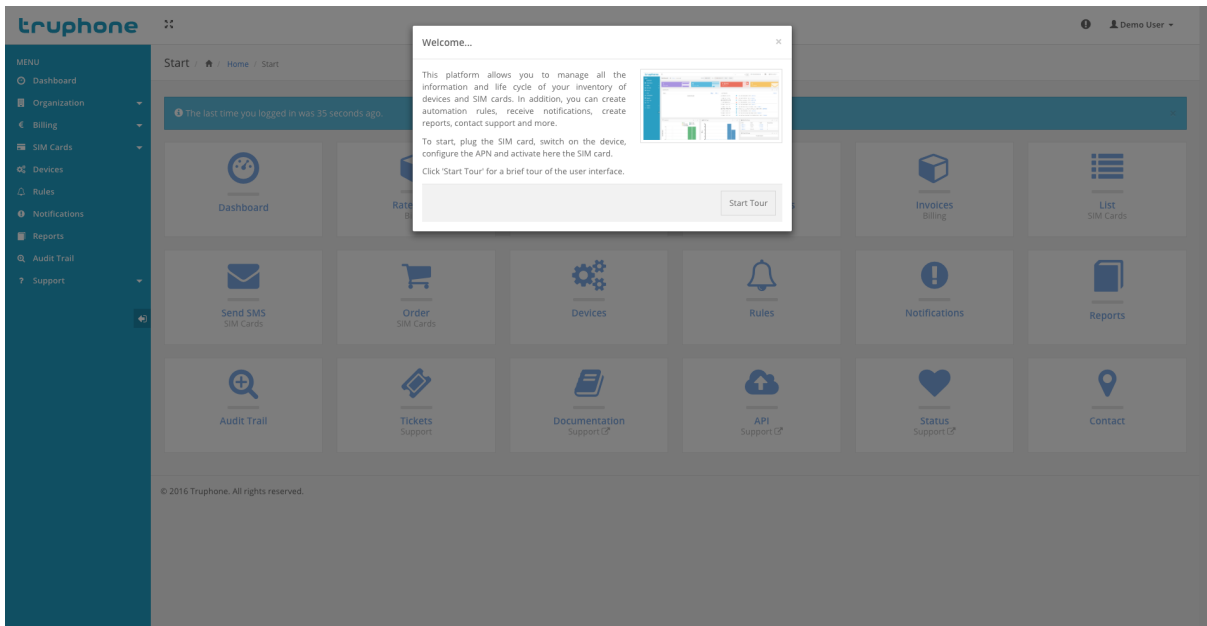 truphone
Demo User
MENU
Dashboard
Organization
Billing
SIM Cards
Devices
Rules
Notifications
Reports
Audit Trail
Support
Start / Home / Start
The last time you logged in was 35 seconds ago.
Welcome...
×
This platform allows you to manage all the
information and life cycle of your inventory of
devices and SIM cards. In addition, you can create
automation rules, receive notifications, create
reports, contact support and more.
To start, plug the SIM card, switch on the device,
configure the APN and activate here the SIM card.
Click 'Start Tour' for a brief tour of the user interface.
Start Tour
Dashboard
Rate
Invoices
Billing
List
SIM Cards
Send SMS
SIM Cards
Order
SIM Cards
Devices
Rules
Notifications
Reports
Audit Trail
Tickets
Support
Documentation
Support
API
Support
Status
Support
Contact
© 2016 Truphone. All rights reserved.